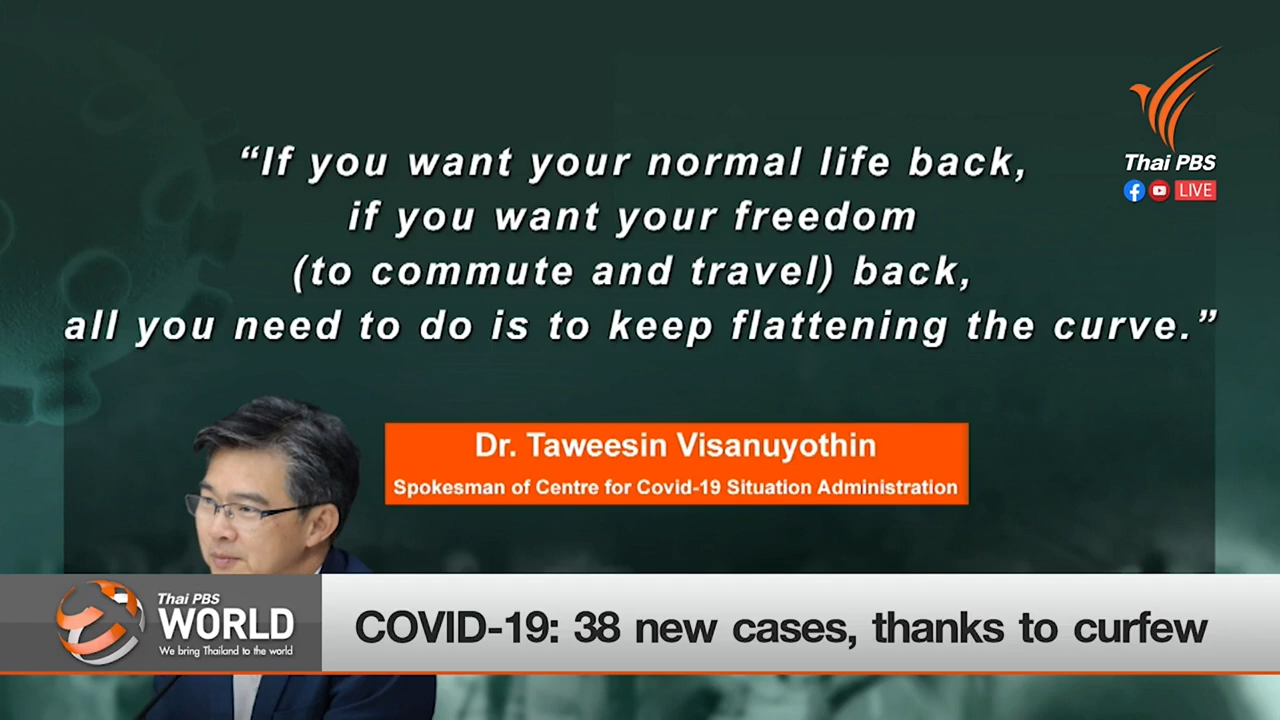 “If you want your normal life back,
if you want your freedom
(to commute and travel) back,
all you need to do is to keep flattening the curve.”
Thai PBS
LIVE
Dr. Taweesin Visanuyothin
Spokesman of Centre for Covid-19 Situation Administration
Thai PBS
WORLD
We bring Thailand to the world
COVID-19: 38 new cases, thanks to curfew